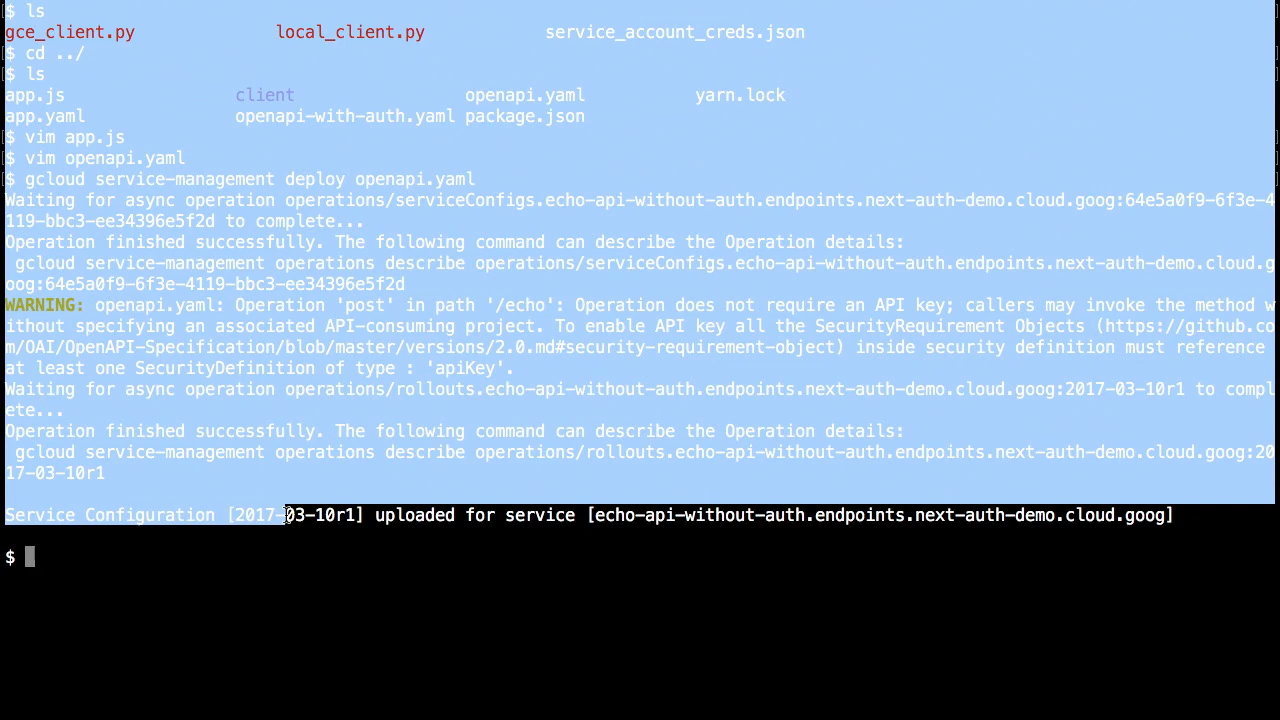 $ ls
gce_client.py local_client.py service_account_creds.json
$ cd ../
$ ls
app.js client openapi.yaml yarn.lock
app.yaml openapi-with-auth.yaml package.json
$ vim app.js
$ vim openapi.yaml
$ gcloud service-management deploy openapi.yaml
Waiting for async operation operations/serviceConfigs.echo-api-without-auth.endpoints.next-auth-demo.cloud.goog:64e5a0f9-6f3e-4
119-bbc3-ee34396e5f2d to complete...
Operation finished successfully. The following command can describe the Operation details:
gcloud service-management operations describe operations/serviceConfigs.echo-api-without-auth.endpoints.next-auth-demo.cloud.g
oog:64e5a0f9-6f3e-4119-bbc3-ee34396e5f2d
WARNING: openapi.yaml: Operation 'post' in path '/echo': Operation does not require an API key; callers may invoke the method w
ithout specifying an associated API-consuming project. To enable API key all the SecurityRequirement Objects (https://github.co
m/OAI/OpenAPI-Specification/blob/master/versions/2.0.md#security-requirement-object) inside security definition must reference
at least one SecurityDefinition of type : 'apiKey'.
Waiting for async operation operations/rollouts.echo-api-without-auth.endpoints.next-auth-demo.cloud.goog:2017-03-10r1 to compl
ete...
Operation finished successfully. The following command can describe the Operation details:
gcloud service-management operations describe operations/rollouts.echo-api-without-auth.endpoints.next-auth-demo.cloud.goog:20
17-03-10r1
Service Configuration [2017-03-10r1] uploaded for service [echo-api-without-auth.endpoints.next-auth-demo.cloud.goog]
$